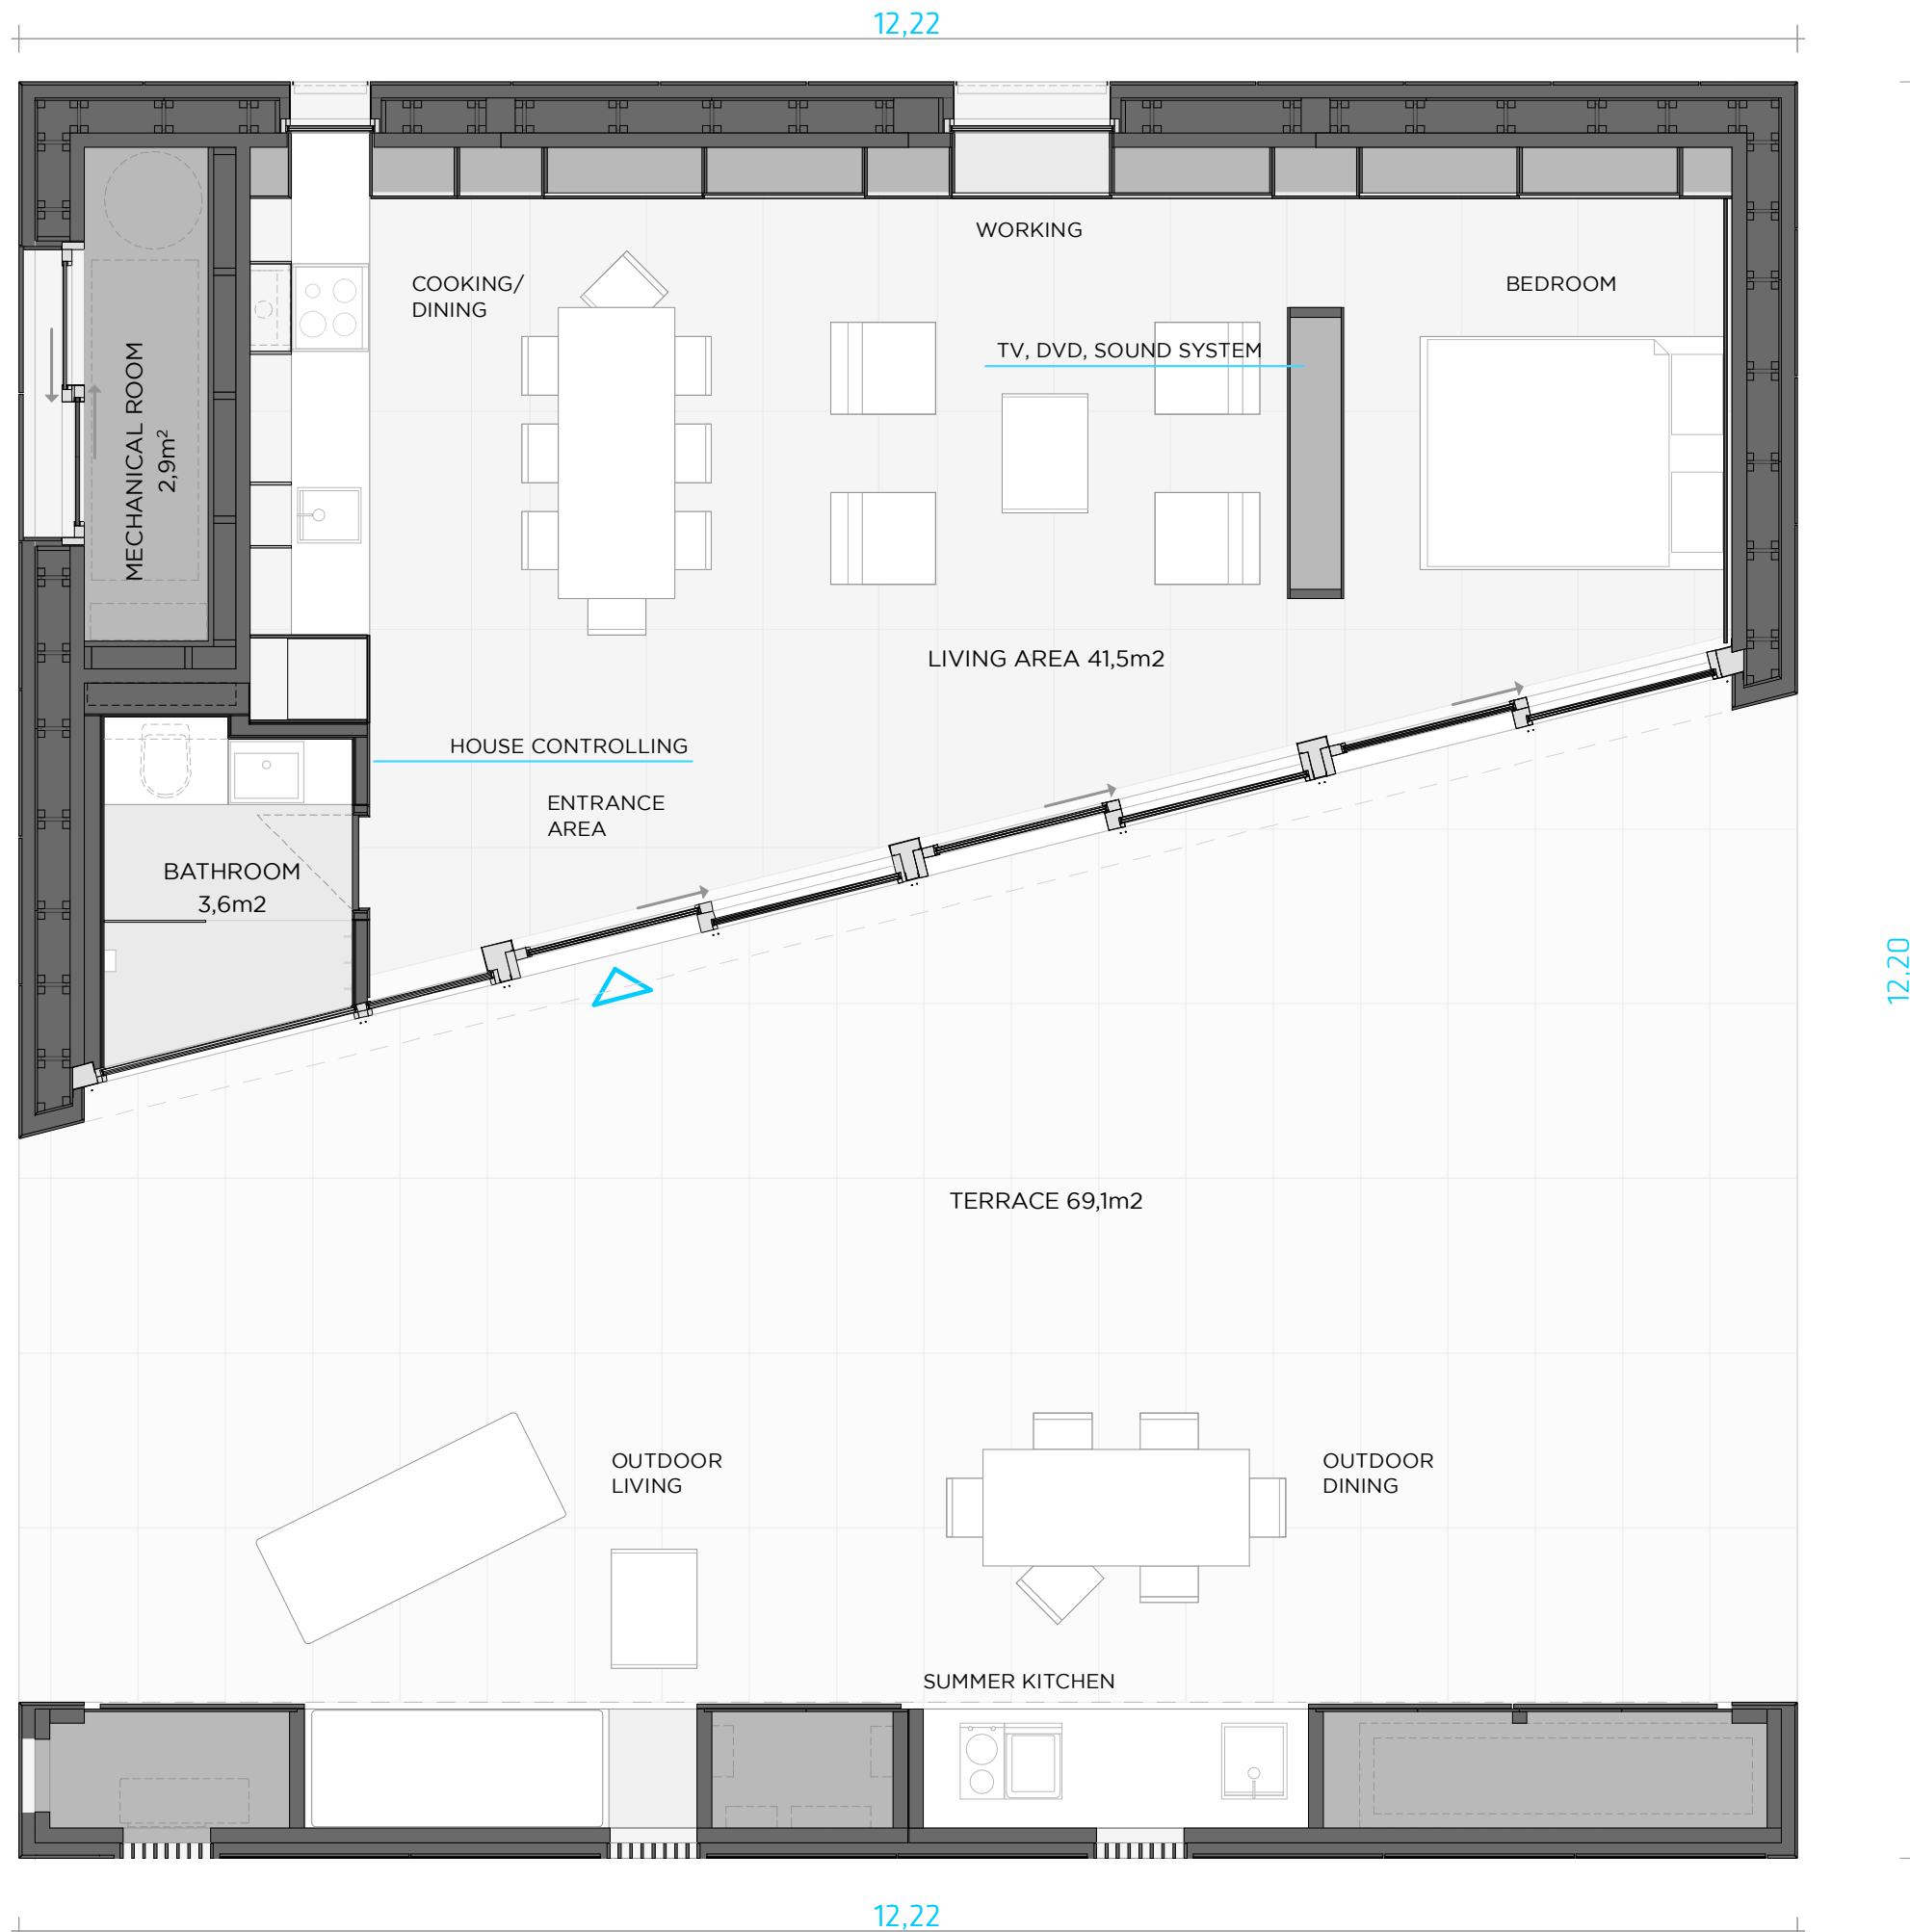 12,22
WORKING
COOKING/
DINING
BEDROOM
TV, DVD, SOUND SYSTEM
MECHANICAL ROOM
2,9m²
LIVING AREA 41,5m2
HOUSE CONTROLLING
ENTRANCE
AREA
BATHROOM
3,6m2
12,20
TERRACE 69,1m2
OUTDOOR
LIVING
OUTDOOR
DINING
SUMMER KITCHEN
12,22